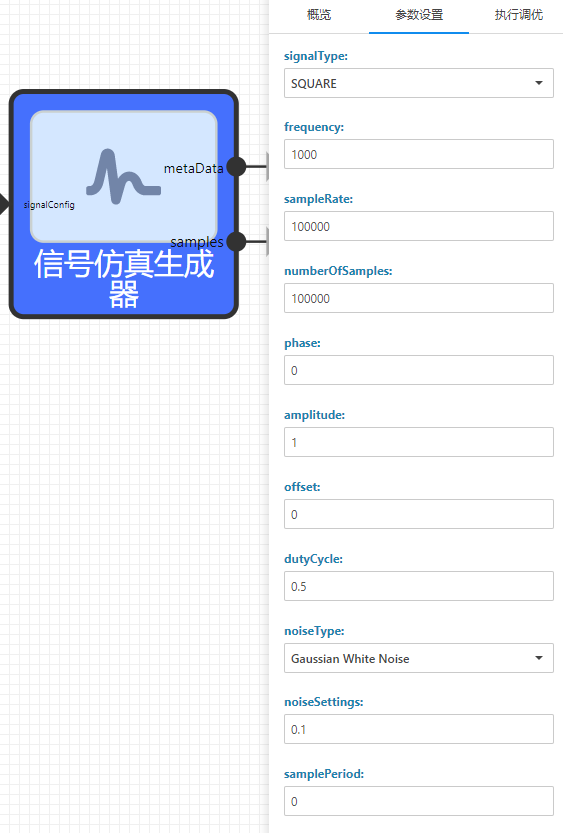 metaData
signalConfig
samples
信号仿真生成
器
概览
参数设置
执行调优
signalType:
SQUARE
frequency:
1000
sampleRate:
100000
numberOfSamples:
100000
phase:
0
amplitude:
1
offset:
0
dutyCycle:
0.5
noiseType:
Gaussian White Noise
noiseSettings:
0.1
samplePeriod:
0